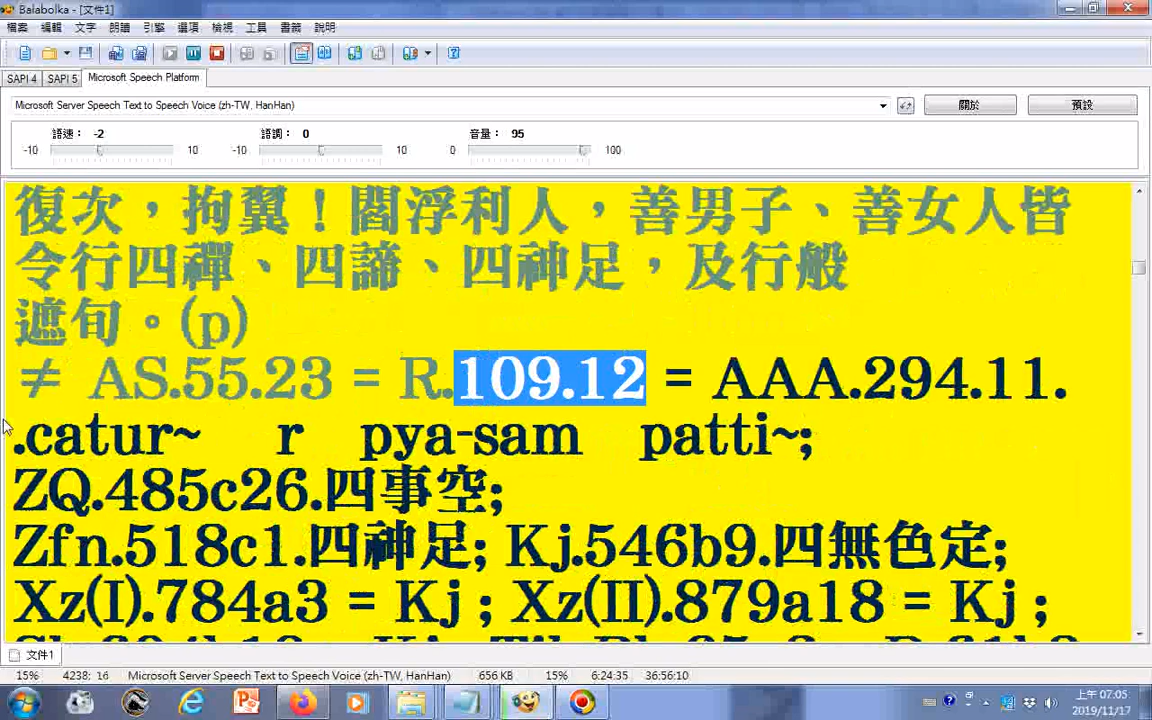 Balabolka - [文件1]
檔案 編輯 文字 朗讀 引擎 選項 檢視 工具 書籤 說明
SAPI 4 SAPI 5 Microsoft Speech Platform
Microsoft Server Speech Text to Speech Voice (zh-TW, HanHan) 關於 預設
語速： -2 語調： 0 音量： 95
-10 10 -10 10 0 100
復次，拘翼！閻浮利人，善男子、善女人皆
令行四禪、四諦、四神足，及行般
遮旬。(p)
≠ AS.55.23 = R.109.12 = AAA.294.11.
.catur~ r pya-sam patti~;
ZQ.485c26.四事空;
Zfn.518c1.四神足; Kj.546b9.四無色定;
Xz(I).784a3 = Kj ; Xz(II).879a18 = Kj ;
文件1
15% 4238; 16 Microsoft Server Speech Text to Speech Voice (zh-TW, HanHan) 656 KB 15% 6:24:35 36:56:10
上午 07:05
2019/11/17